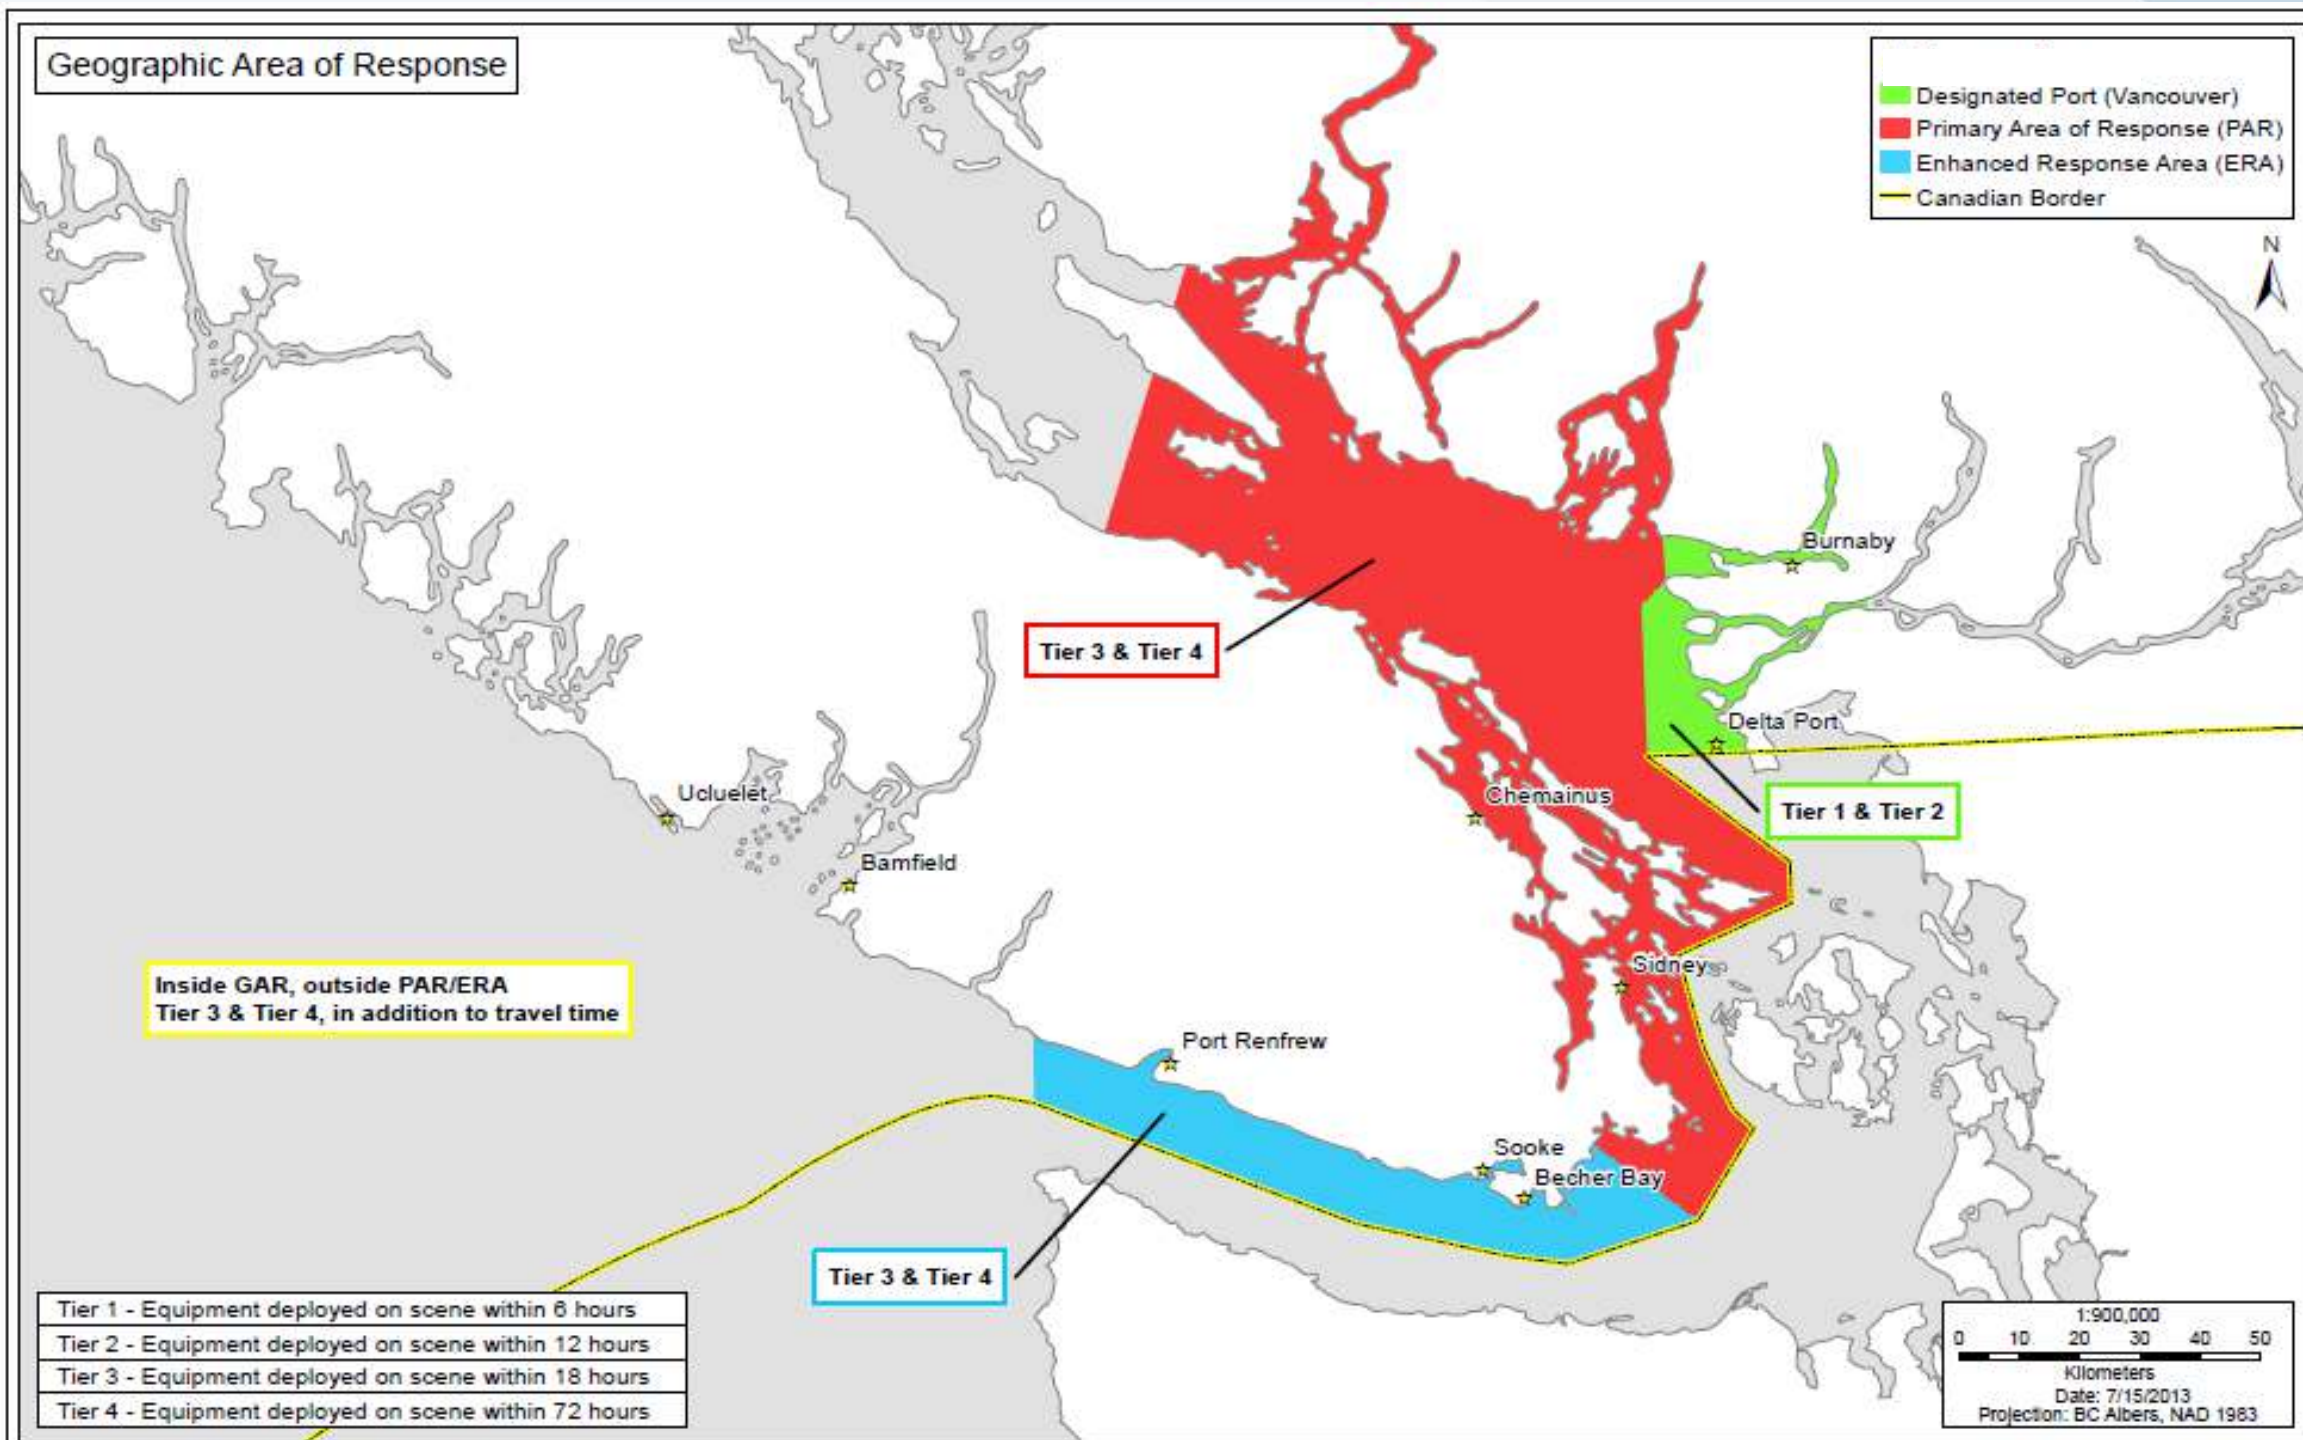 Geographic Area of Response
Designated Port (Vancouver)
Primary Area of Response (PAR)
Enhanced Response Area (ERA)
Canadian Border
N
Burnaby
Tier 3 & Tier 4
Delta Port
Ucluelet
Chemainus
Tier 1 & Tier 2
Bamfield
Sidney
Inside GAR, outside PAR/ERA
Tier 3 & Tier 4, in addition to travel time
Port Renfrew
Sooke
Becher Bay
Tier 3 & Tier 4
Tier 1 - Equipment deployed on scene within 6 hours
Tier 2 - Equipment deployed on scene within 12 hours
Tier 3 - Equipment deployed on scene within 18 hours
Tier 4 - Equipment deployed on scene within 72 hours
1:900,000
0 10 20 30 40 50
Kilometers
Date: 7/15/2013
Projection: BC Albers, NAD 1983